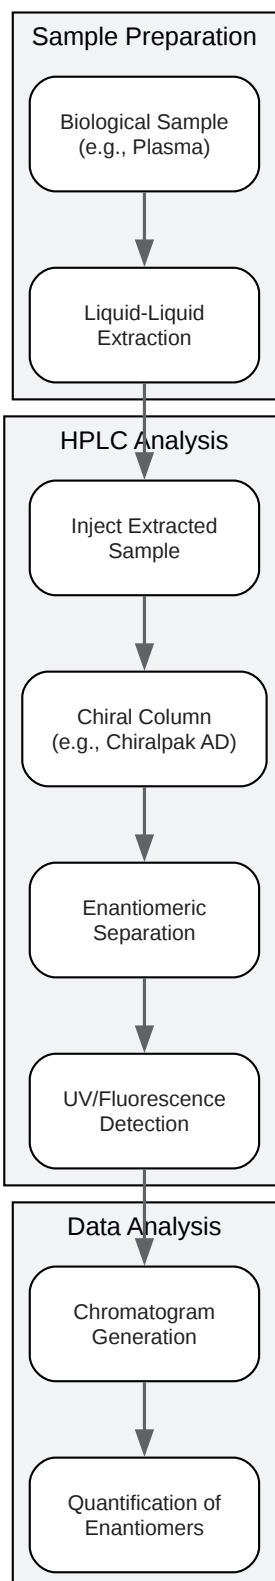 Sample Preparation
Biological Sample
(e.g., Plasma)
Liquid-Liquid
Extraction
HPLC Analysis
Inject Extracted
Sample
Chiral Column
(e.g., Chiralpak AD)
Enantiomeric
Separation
UV/Fluorescence
Detection
Data Analysis
Chromatogram
Generation
Quantification of
Enantiomers